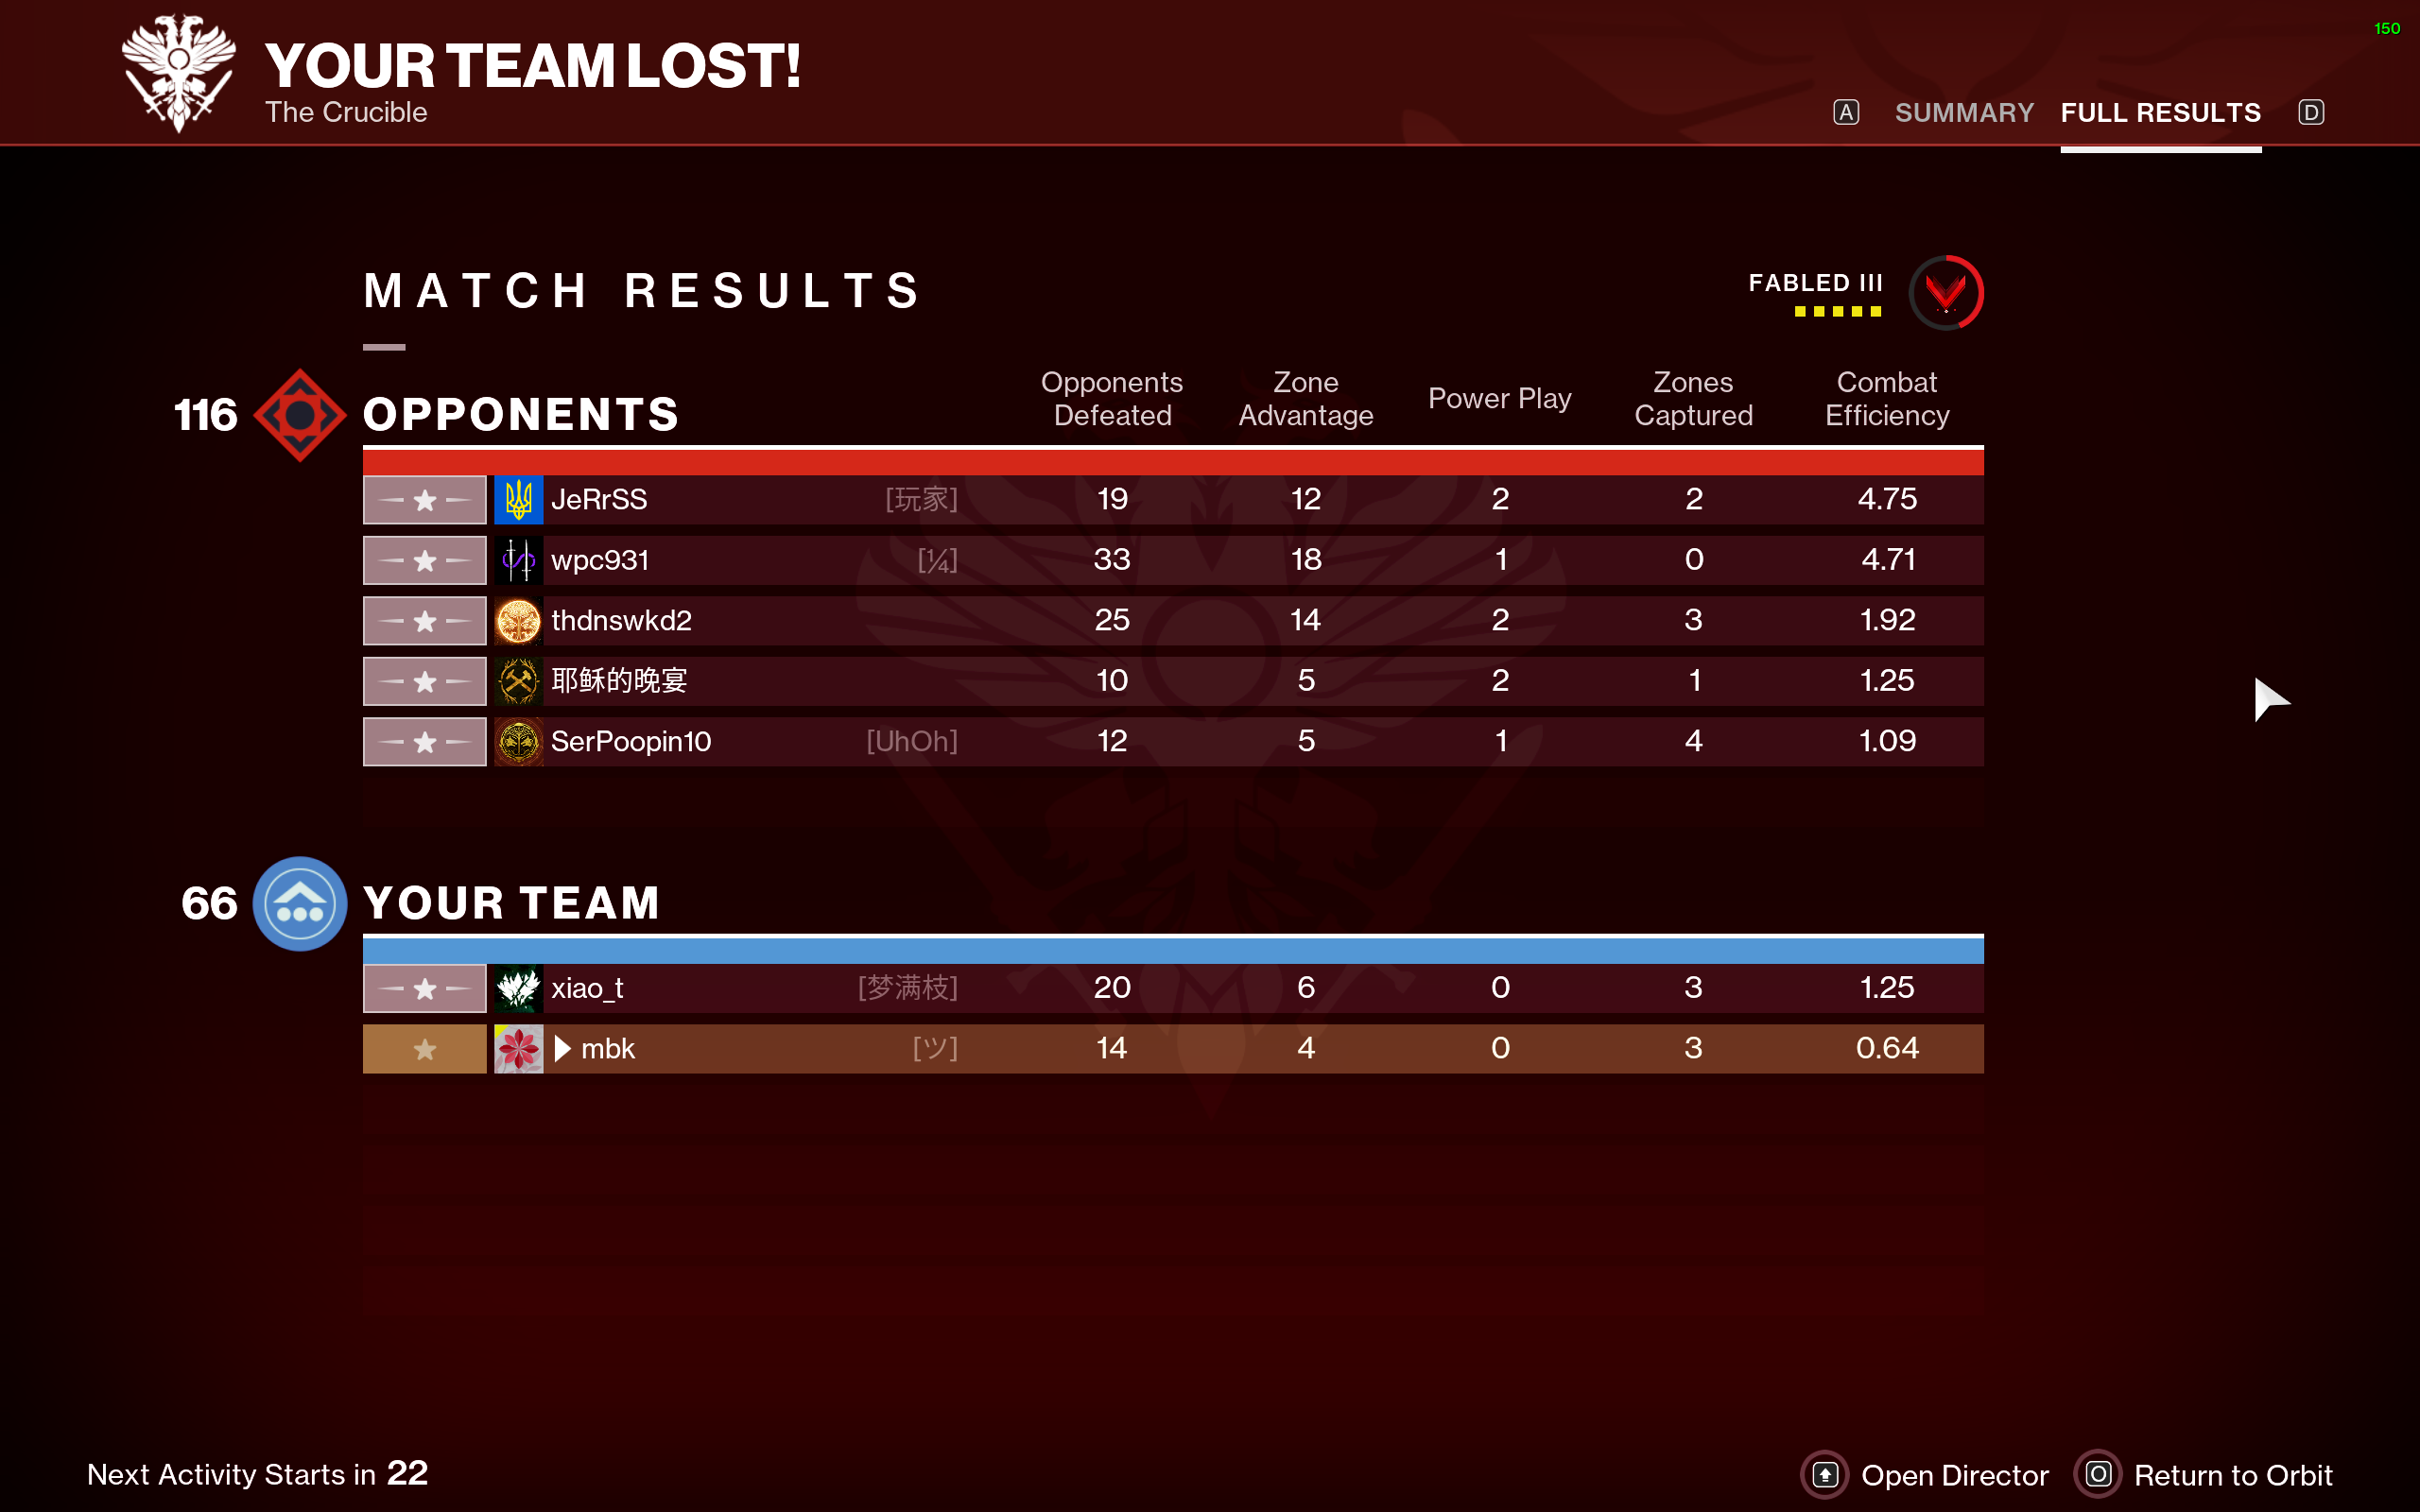 150
YOUR TEAM LOST!
The Crucible
A SUMMARY FULL RESULTS D
MATCH RESULTS
FABLED III
Opponents Defeated Zone Advantage Power Play Zones Captured Combat Efficiency
116 OPPONENTS
JeRrSS [玩家] 19 12 2 2 4.75
wpc931 [¼] 33 18 1 0 4.71
thdnswkd2 25 14 2 3 1.92
耶稣的晚宴 10 5 2 1 1.25
SerPoopin10 [UhOh] 12 5 1 4 1.09
66 YOUR TEAM
xiao_t [梦满枝] 20 6 0 3 1.25
mbk [ツ] 14 4 0 3 0.64
Next Activity Starts in 22
Open Director O Return to Orbit